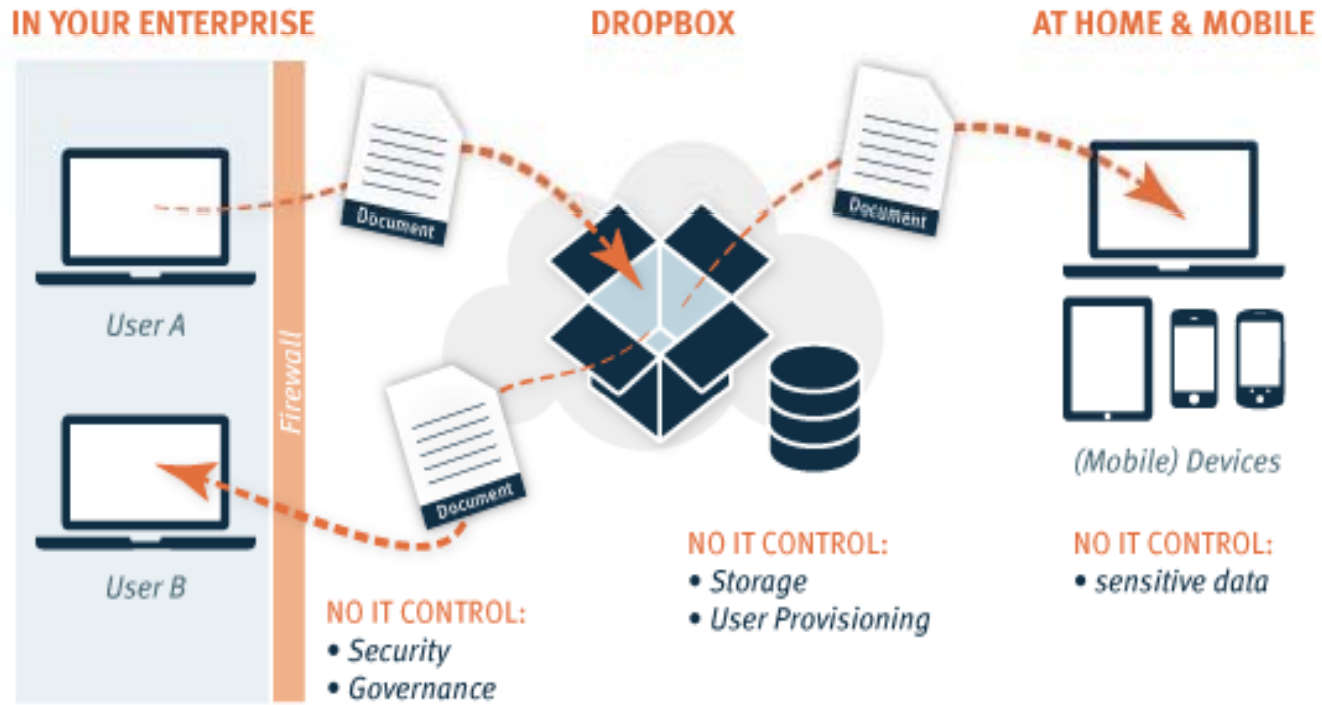 IN YOUR ENTERPRISE
DROPBOX
AT HOME & MOBILE
Document
Document
User A
Firewall
Document
(Mobile) Devices
User B
NO IT CONTROL:
• Security
• Governance
NO IT CONTROL:
• Storage
• User Provisioning
NO IT CONTROL:
• sensitive data